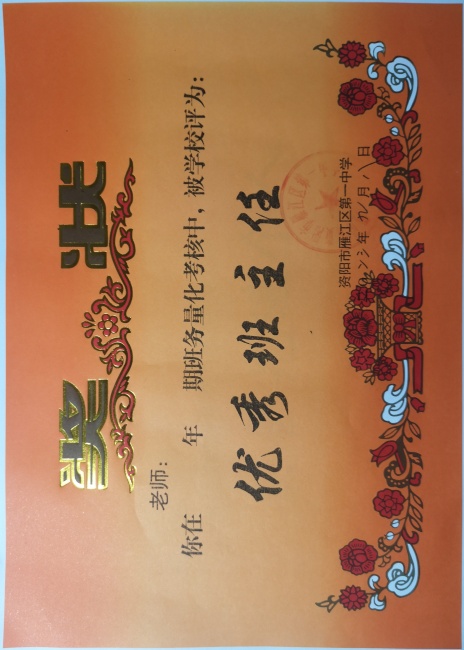 奖状
老师：
你在 年 期班务量化考核中，被学校评为：
优秀班主任
资阳市雁江区第一中学
年 月 日